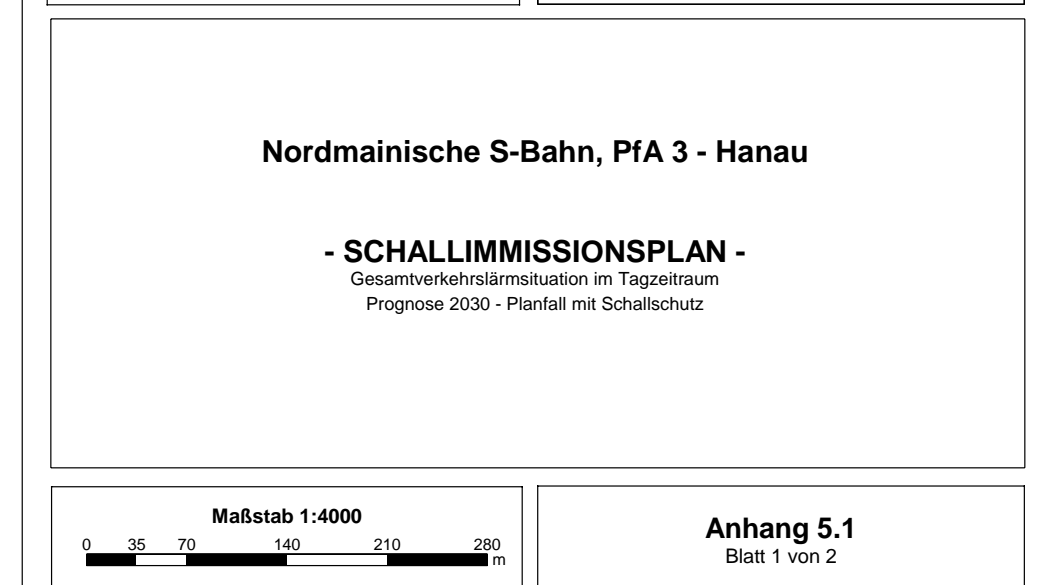 Nordmainische S-Bahn, PfA 3 - Hanau
- SCHALLIMMISSIONSPLAN -
Gesamtverkehrslärmsituation im Tagzeitraum
Prognose 2030 - Planfall mit Schallschutz
Maßstab 1:4000
0 35 70 140 210 280
m
Anhang 5.1
Blatt 1 von 2